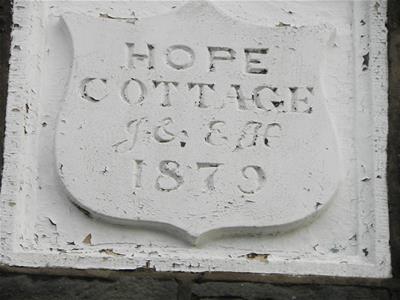 HOPE
COTTAGE
J & E H
1879